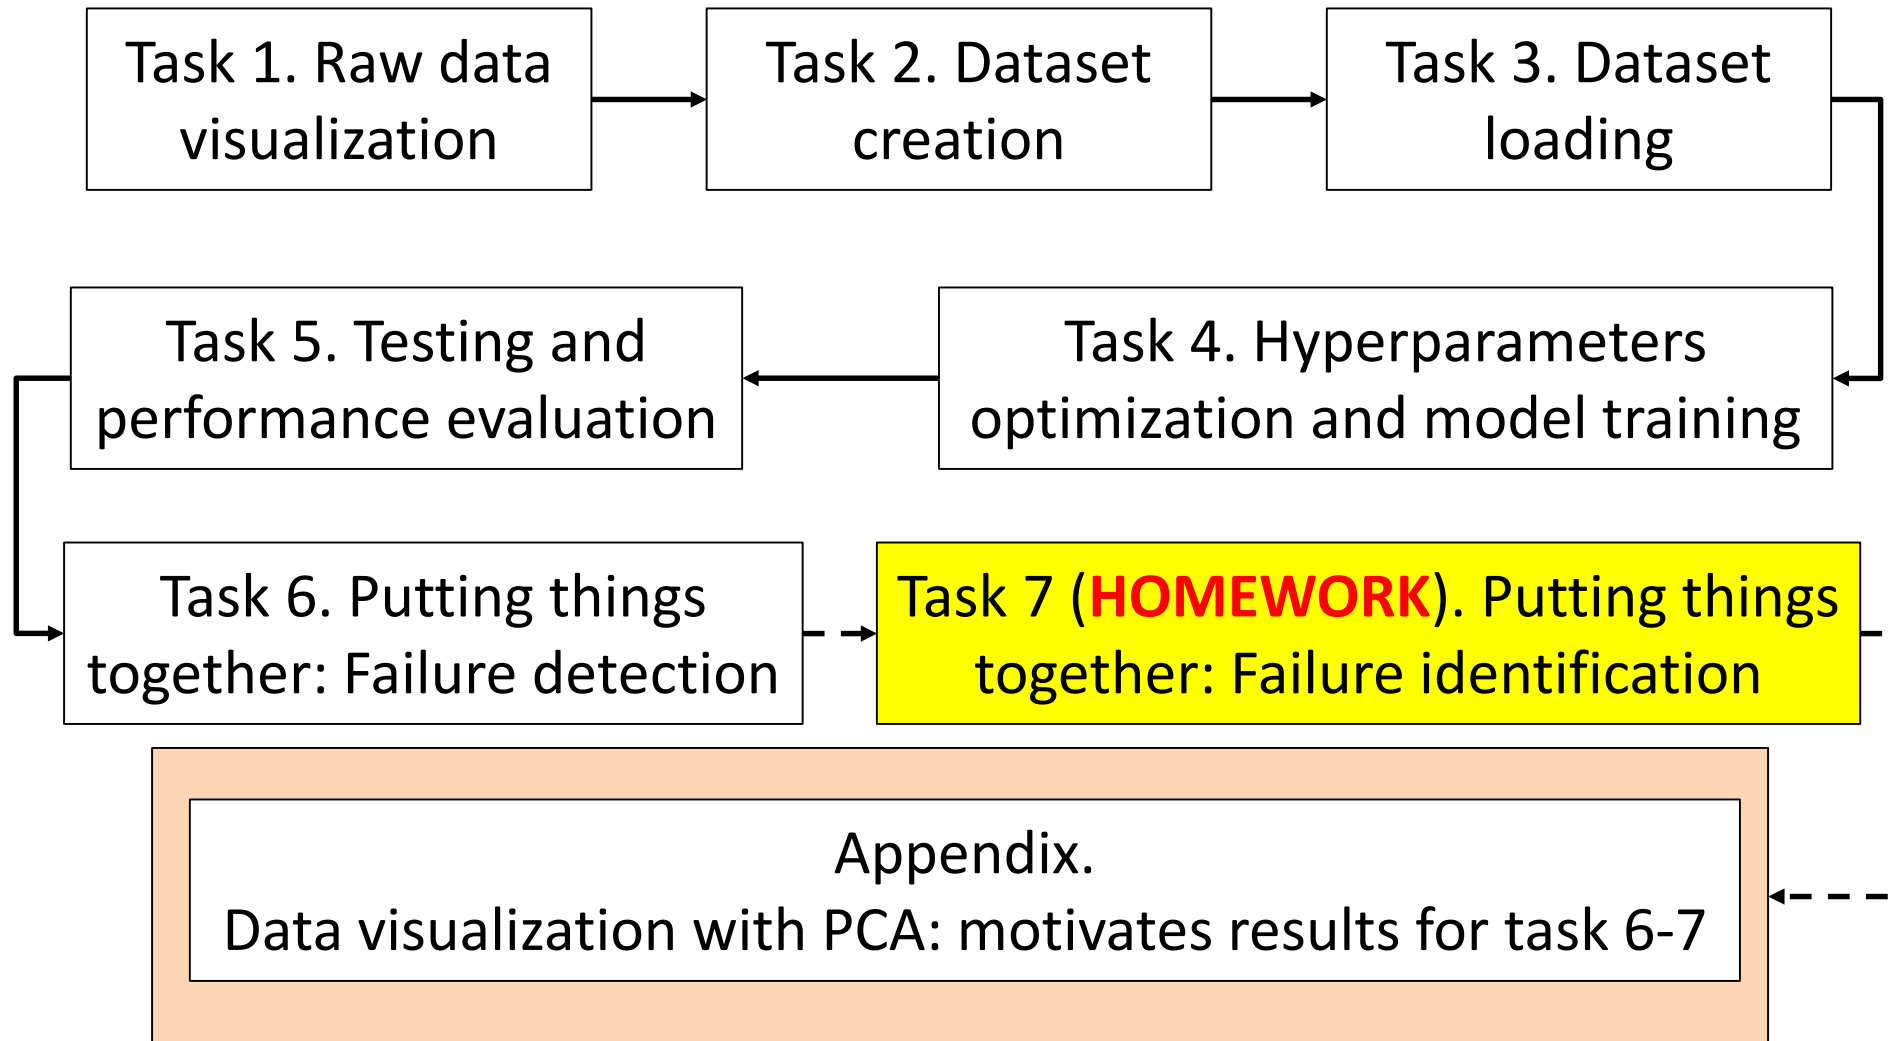 Task 1. Raw data
visualization
Task 2. Dataset
creation
Task 3. Dataset
loading
Task 4. Hyperparameters
optimization and model training
Task 5. Testing and
performance evaluation
Task 6. Putting things
together: Failure detection
Task 7 (HOMEWORK). Putting things
together: Failure identification
Appendix.
Data visualization with PCA: motivates results for task 6-7